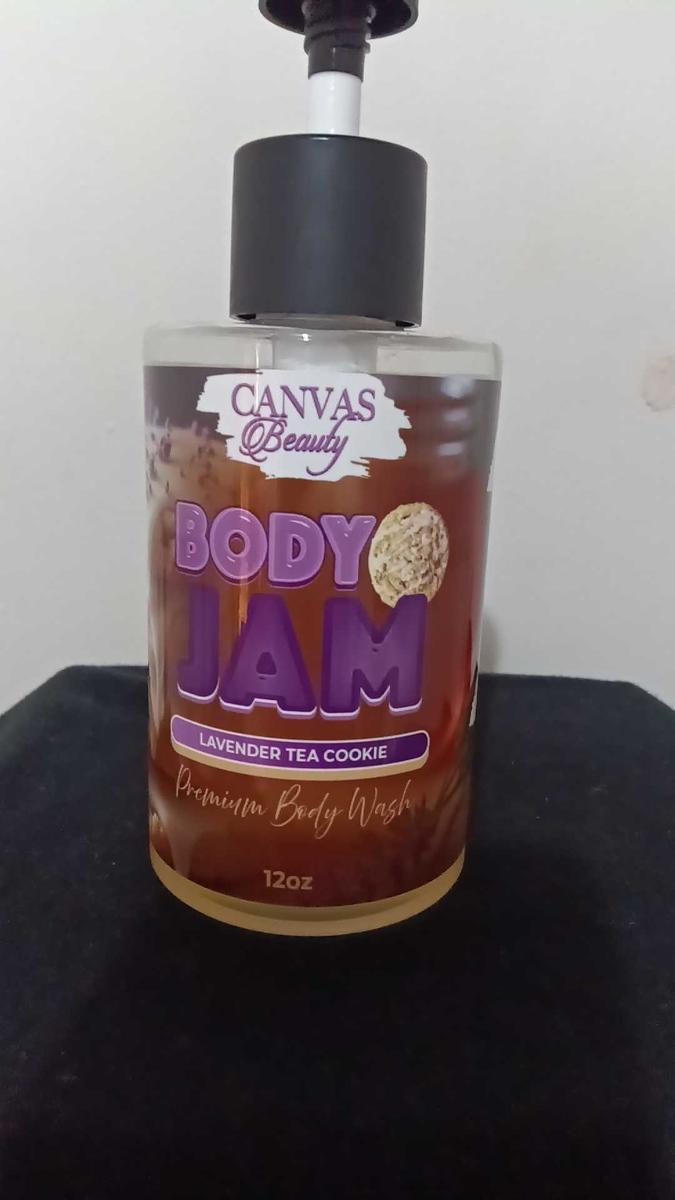 CANVAS
Beauty
BODY
JAM
LAVENDER TEA COOKIE
Premium Body Wash
12oz